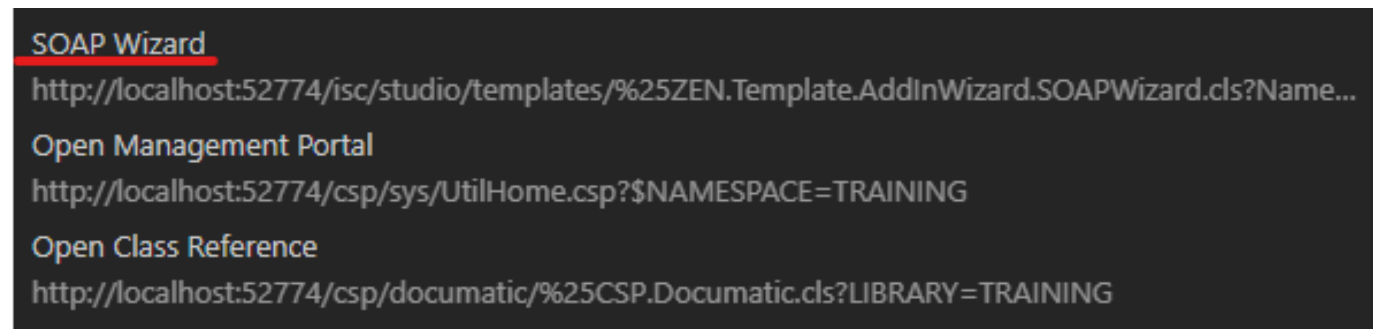 SOAP Wizard
http://localhost:52774/isc/studio/templates/%25ZEN.Template.AddInWizard.SOAPWizard.cls?Name...
Open Management Portal
http://localhost:52774/csp/sys/UtilHome.csp?$NAMESPACE=TRAINING
Open Class Reference
http://localhost:52774/csp/documatic/%25CSP.Documatic.cls?LIBRARY=TRAINING